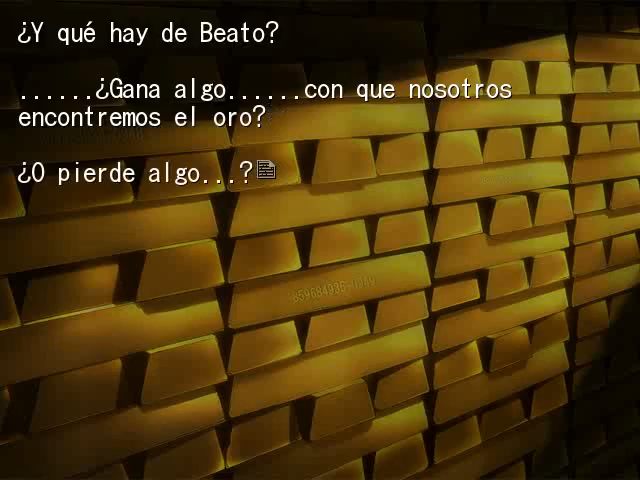 ¿Y qué hay de Beato?
......¿Gana algo......con que nosotros
encontremos el oro?
¿O pierde algo...?